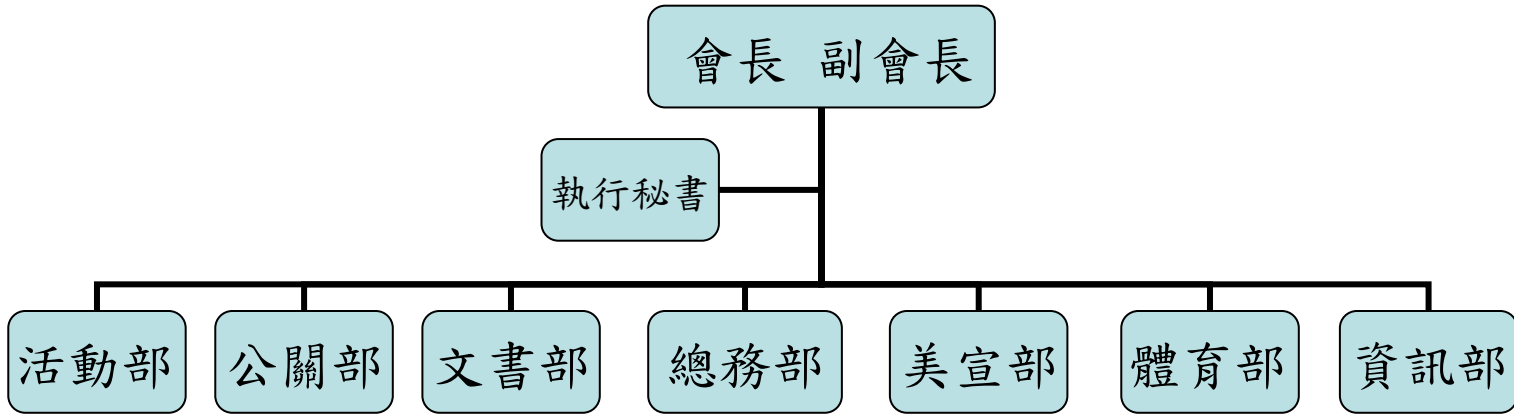 會長 副會長
執行秘書
活動部
公關部
文書部
總務部
美宣部
體育部
資訊部